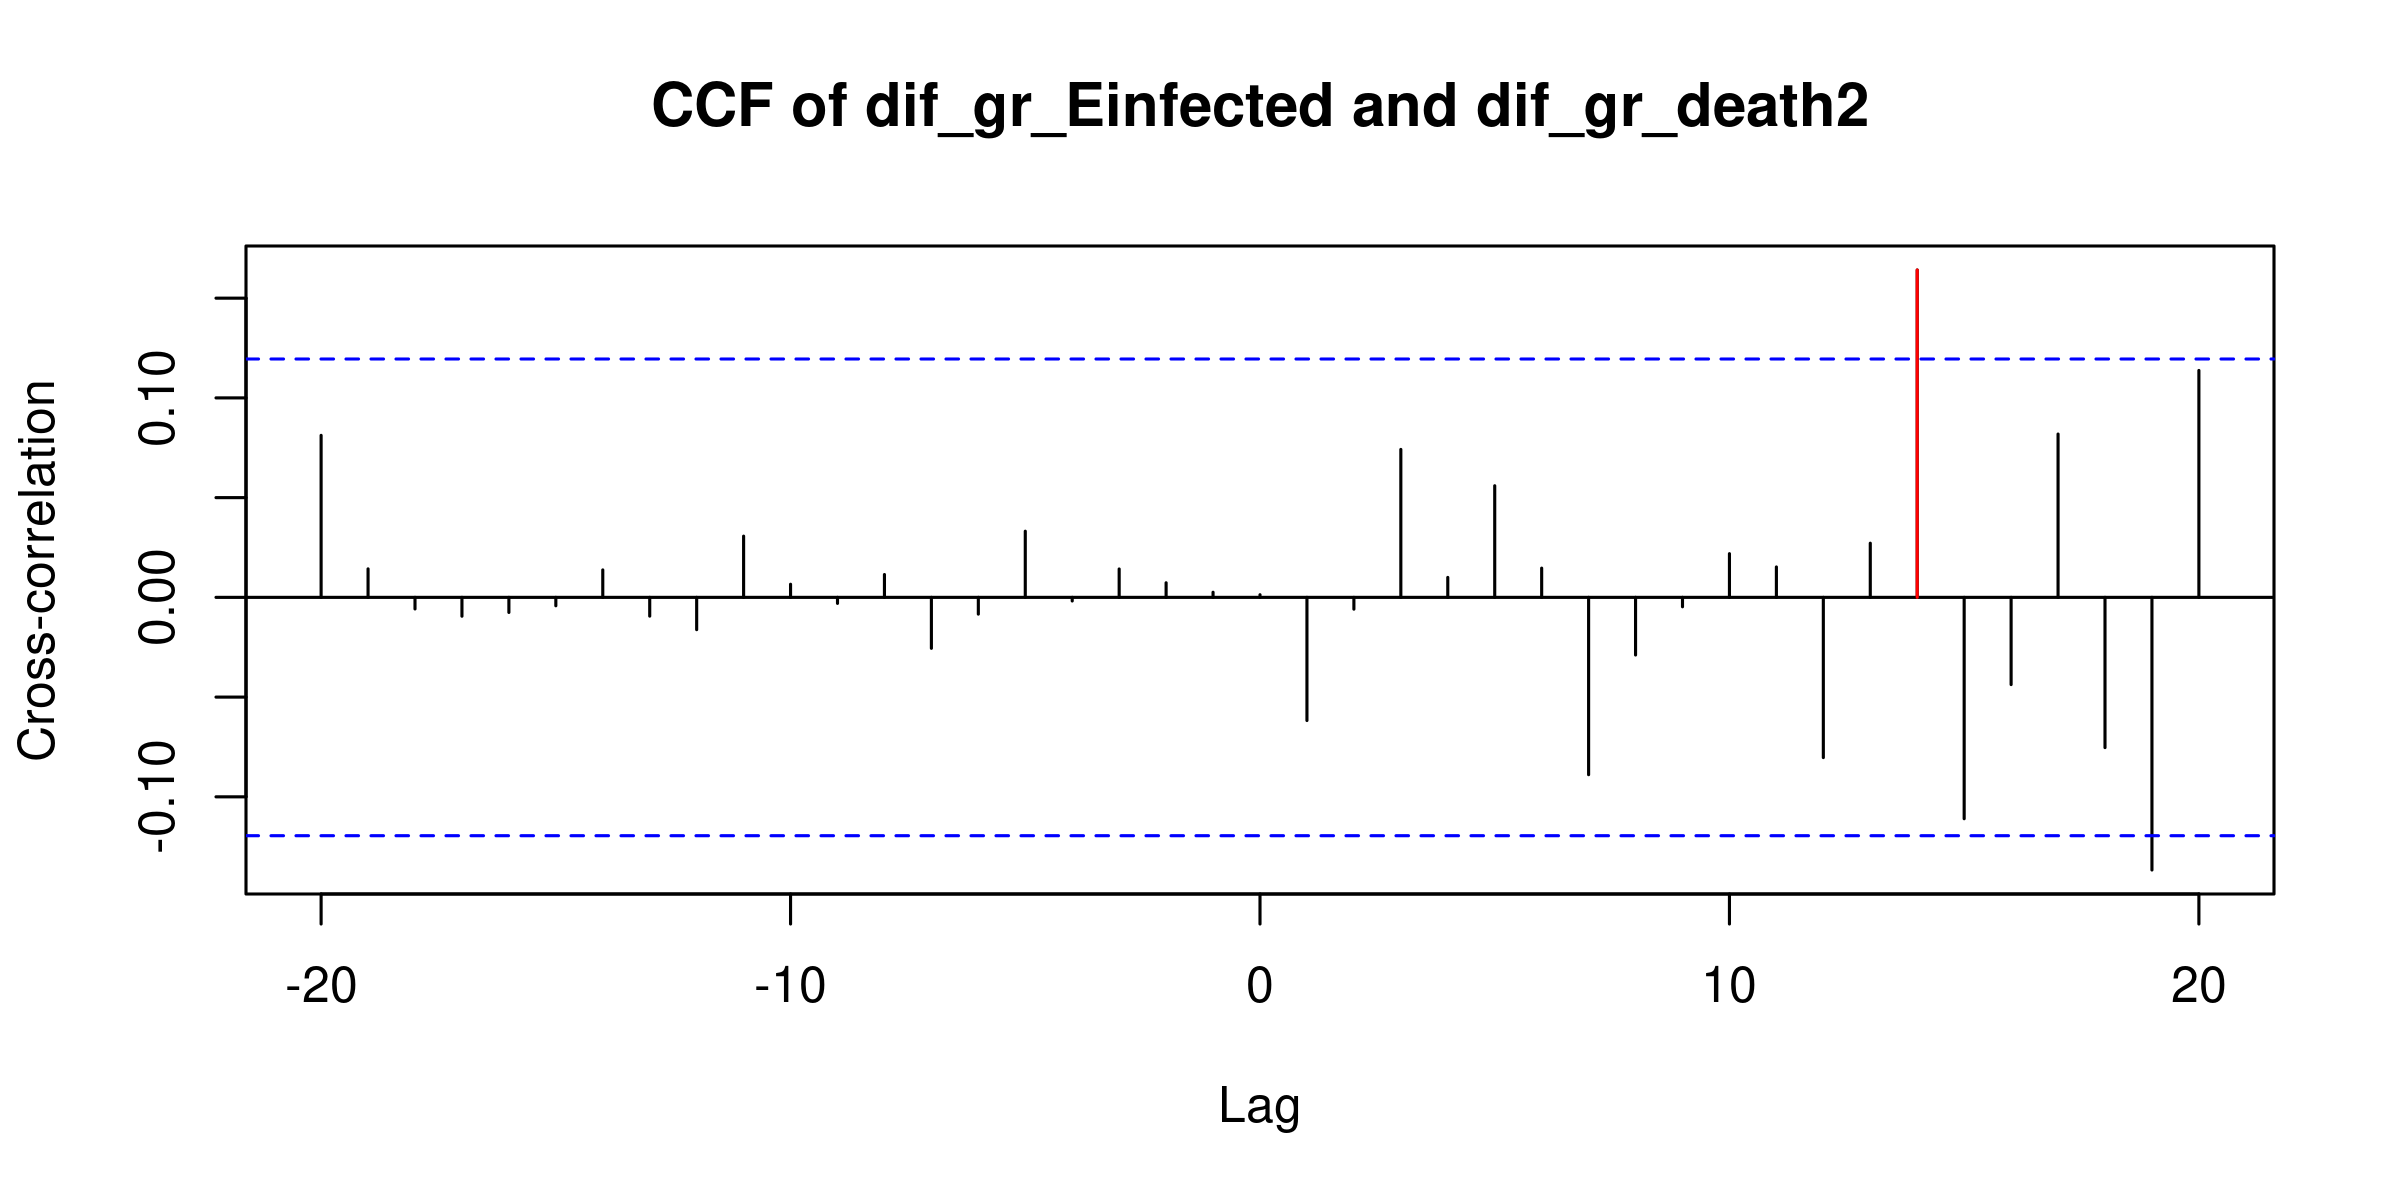 CCF of dif_gr_Einfected and dif_gr_death2
Cross-correlation
0.10
0.00
-0.10
-20 -10 0 10 20
Lag